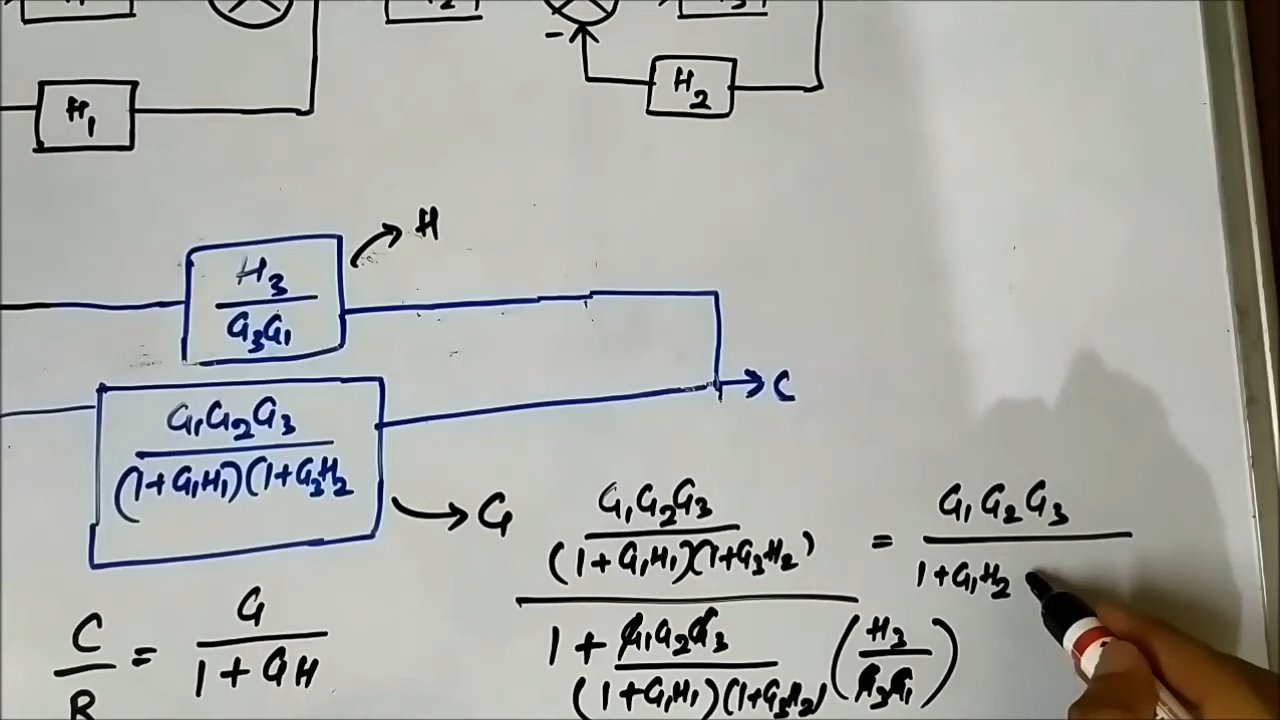 -
H2
H1
H
H3
G3G1
C
G1G2G3
(1+G1H1)(1+G3H2
G
G1G2G3
(1+G1H1)(1+G3H2)
=
G1G2G3
1+G1H2
1+G1G2G3
(1+G1H1)(1+G3H2)
(H3
G3G1)
C
R
=
G
1+GH